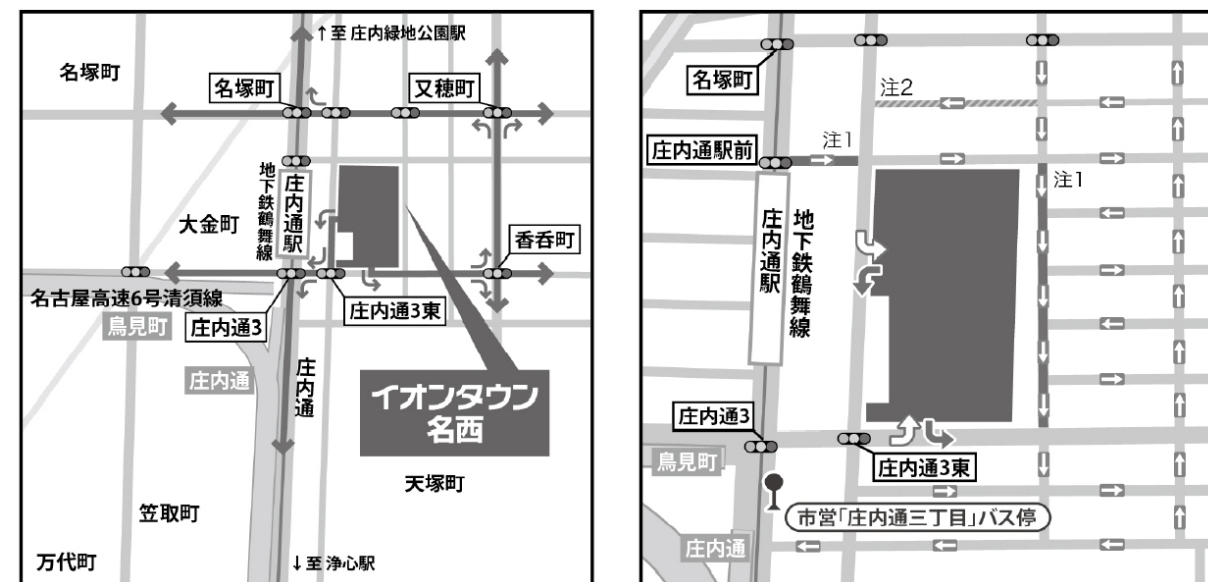 ↑至 庄内緑地公園駅
名塚町
名塚町
又穂町
地下鉄鶴舞線
庄内通駅
大金町
香呑町
名古屋高速6号清須線
鳥見町
庄内通3
庄内通3東
庄内通
庄内通
イオンタウン
名西
天塚町
笠取町
万代町
↓至 浄心駅
名塚町
注2
庄内通駅前
注1
注1
庄内通駅
地下鉄鶴舞線
庄内通3
鳥見町
庄内通3東
市営「庄内通三丁目」バス停
庄内通